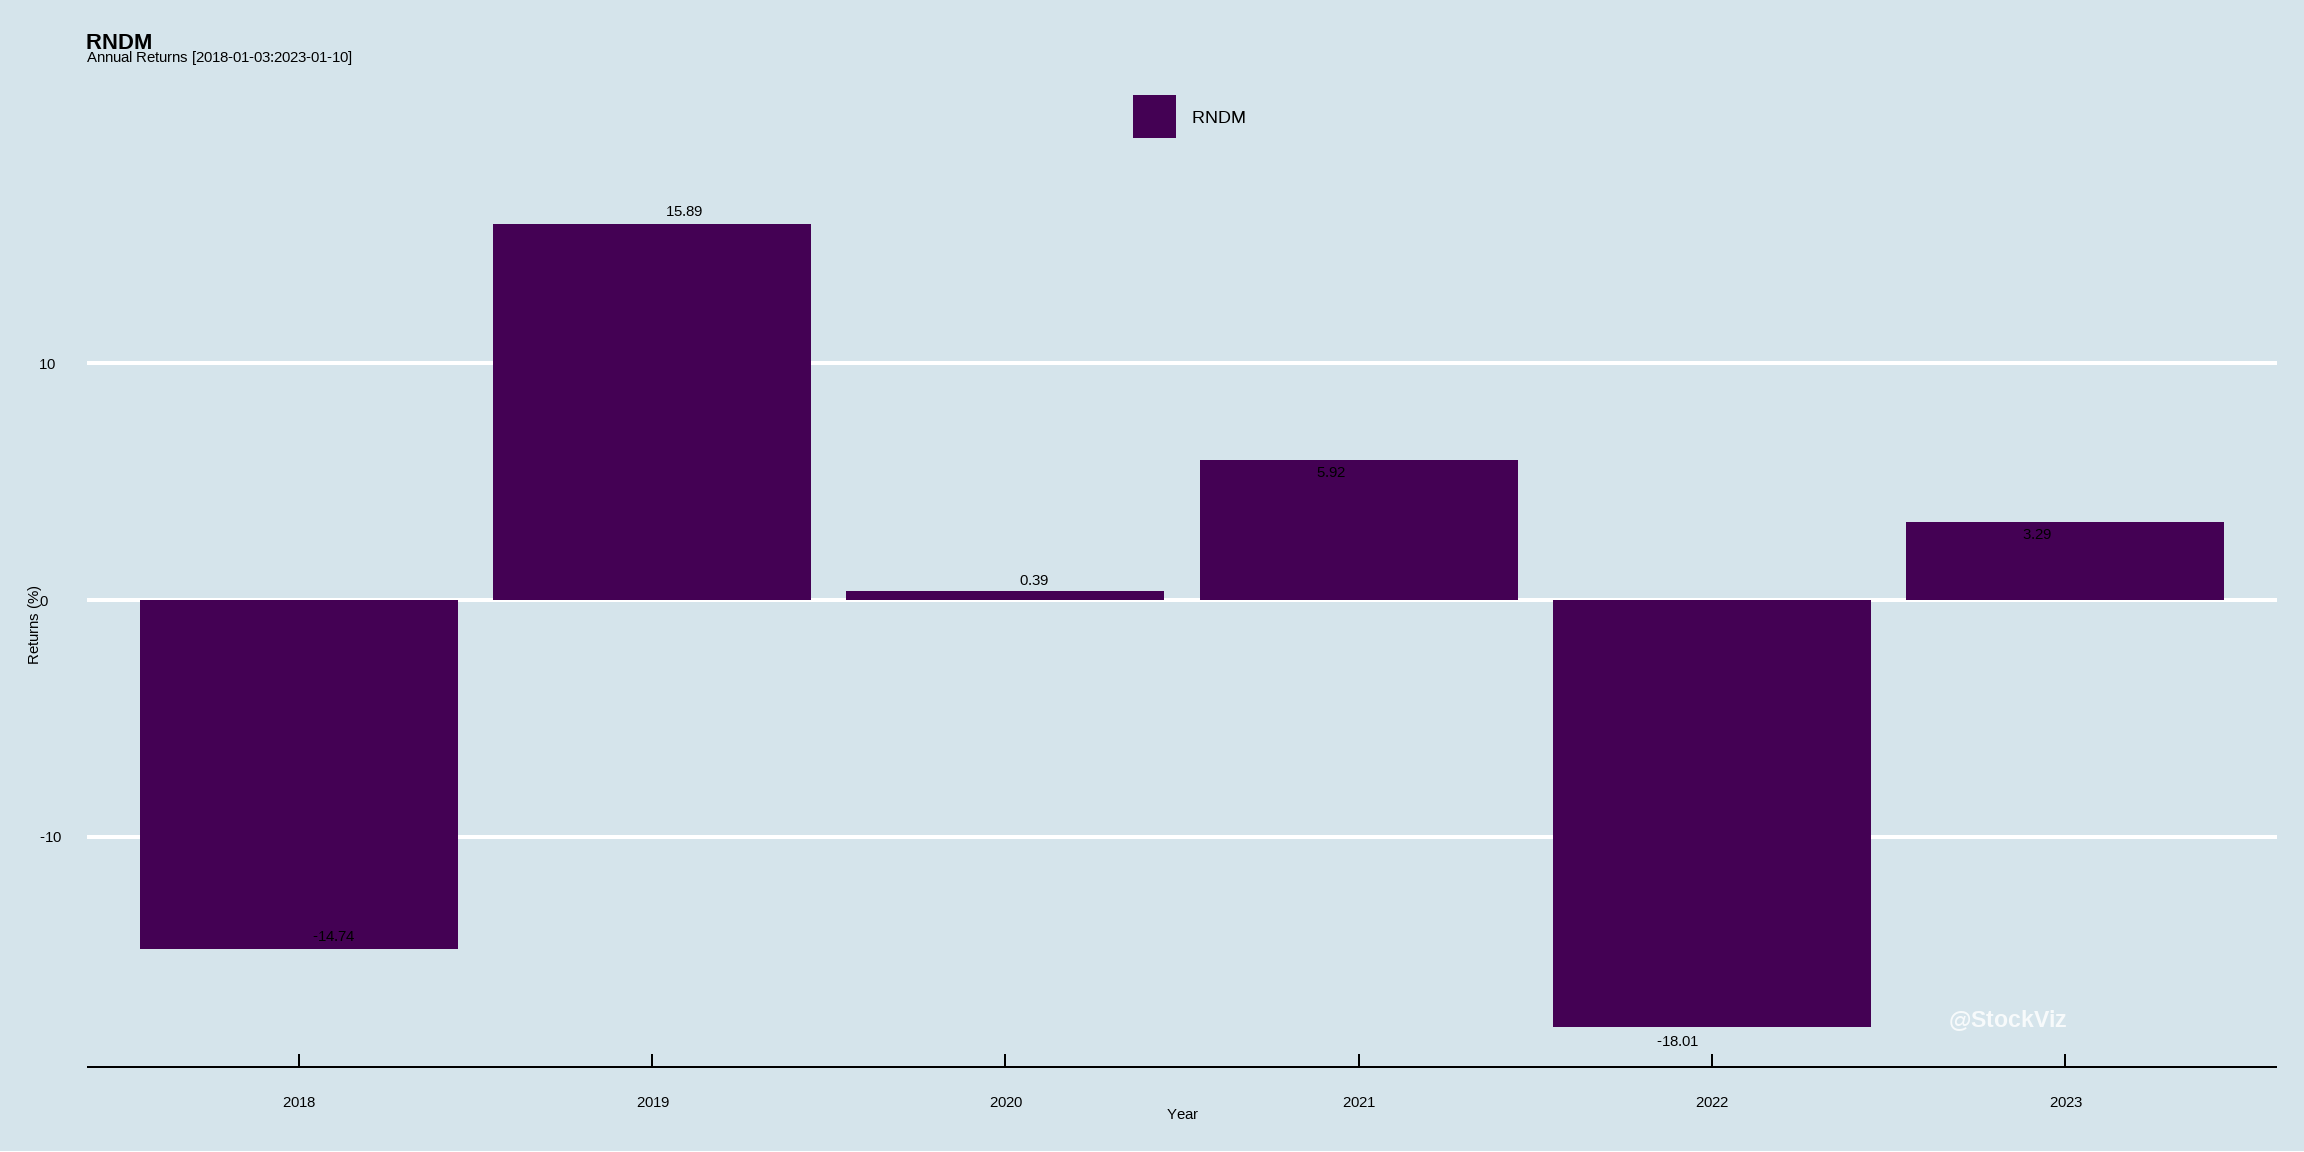 RNDM
Annual Returns [2018-01-03:2023-01-10]
RNDM
15.89
10
5.92
3.29
0.39
0
Returns (%)
-10
-14.74
@StockViz
-18.01
2018 2019 2020 2021 2022 2023
Year